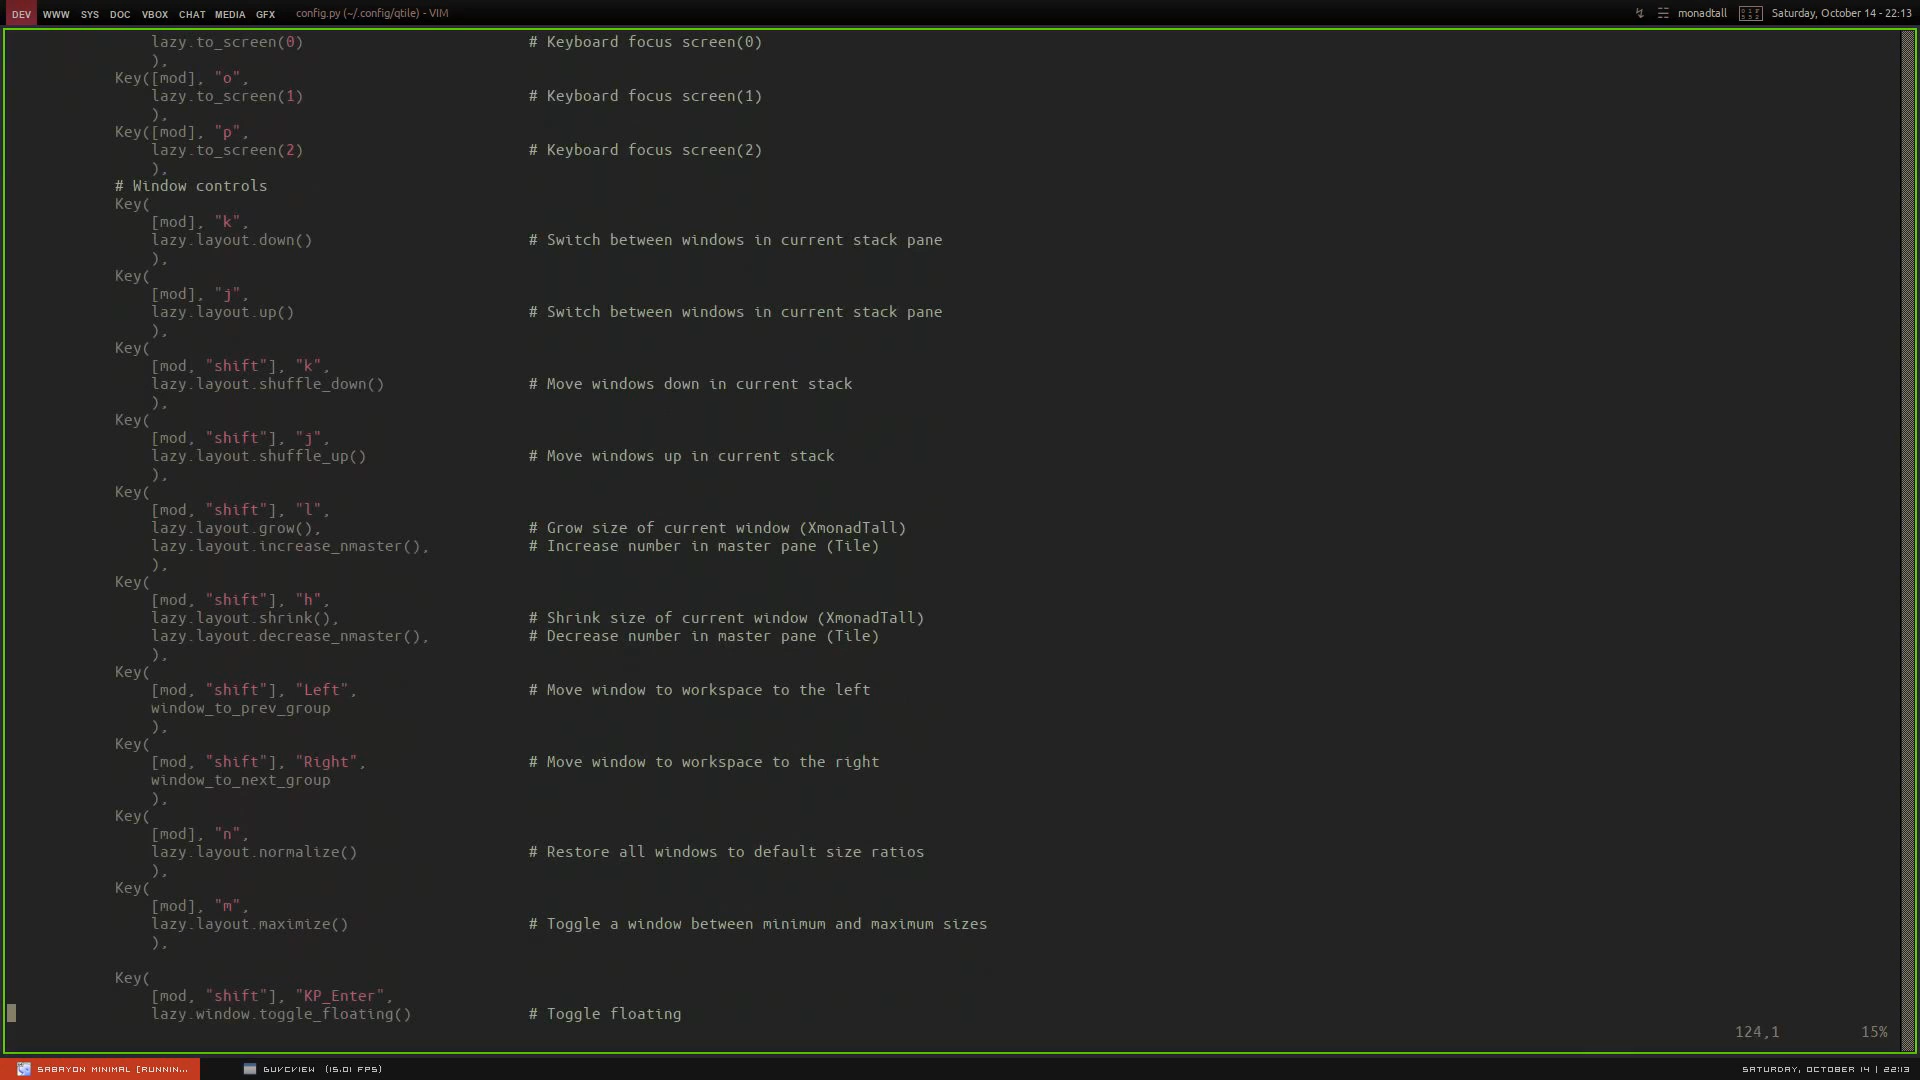 DEV WWW SYS DOC VBOX CHAT MEDIA GFX config.py (~/.config/qtile) - VIM monadtall Saturday, October 14 - 22:13
lazy.to_screen(0) # Keyboard focus screen(0)
),
Key([mod], "o",
lazy.to_screen(1) # Keyboard focus screen(1)
),
Key([mod], "p",
lazy.to_screen(2) # Keyboard focus screen(2)
),
# Window controls
Key(
[mod], "k",
lazy.layout.down() # Switch between windows in current stack pane
),
Key(
[mod], "j",
lazy.layout.up() # Switch between windows in current stack pane
),
Key(
[mod, "shift"], "k",
lazy.layout.shuffle_down() # Move windows down in current stack
),
Key(
[mod, "shift"], "j",
lazy.layout.shuffle_up() # Move windows up in current stack
),
Key(
[mod, "shift"], "l",
lazy.layout.grow(), # Grow size of current window (XmonadTall)
lazy.layout.increase_nmaster(), # Increase number in master pane (Tile)
),
Key(
[mod, "shift"], "h",
lazy.layout.shrink(), # Shrink size of current window (XmonadTall)
lazy.layout.decrease_nmaster(), # Decrease number in master pane (Tile)
),
Key(
[mod, "shift"], "Left", # Move window to workspace to the left
window_to_prev_group
),
Key(
[mod, "shift"], "Right", # Move window to workspace to the right
window_to_next_group
),
Key(
[mod], "n",
lazy.layout.normalize() # Restore all windows to default size ratios
),
Key(
[mod], "m",
lazy.layout.maximize() # Toggle a window between minimum and maximum sizes
),
Key(
[mod, "shift"], "KP_Enter",
lazy.window.toggle_floating() # Toggle floating
124,1 15%
SABAYON MINIMAL [RUNNIN... GUVCVIEW (15.01 FPS) SATURDAY, OCTOBER 14 | 22:13